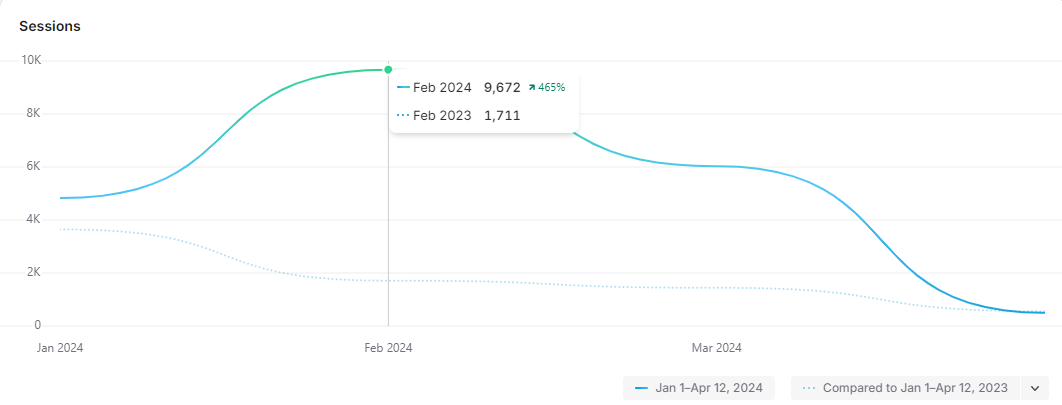 Sessions
10K
Feb 2024 9,672 465%
8K
Feb 2023 1,711
6K
4K
2K
0
Jan 2024 Feb 2024 Mar 2024
Jan 1–Apr 12, 2024 Compared to Jan 1–Apr 12, 2023